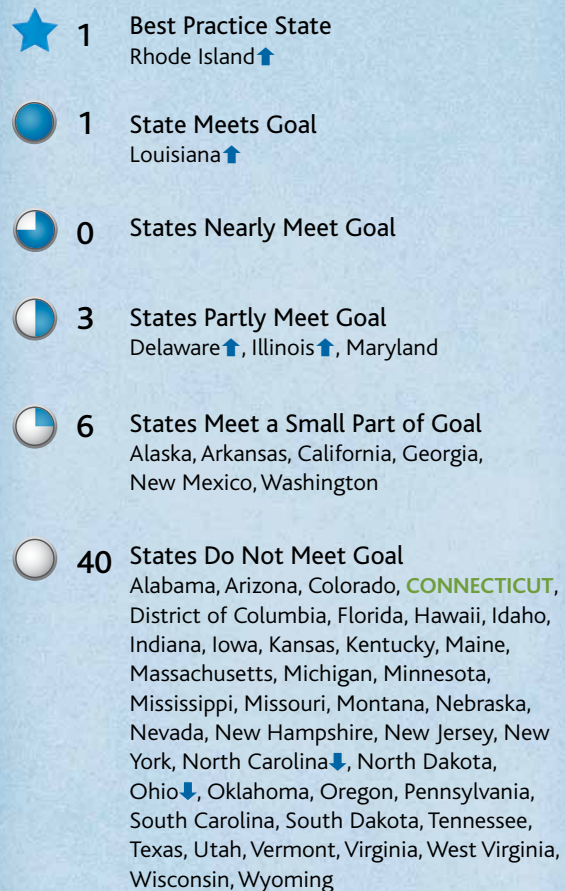 1 Best Practice State
Rhode Island⬆
1 State Meets Goal
Louisiana⬆
0 States Nearly Meet Goal
3 States Partly Meet Goal
Delaware⬆, Illinois⬆, Maryland
6 States Meet a Small Part of Goal
Alaska, Arkansas, California, Georgia,
New Mexico, Washington
40 States Do Not Meet Goal
Alabama, Arizona, Colorado, CONNECTICUT,
District of Columbia, Florida, Hawaii, Idaho,
Indiana, Iowa, Kansas, Kentucky, Maine,
Massachusetts, Michigan, Minnesota,
Mississippi, Missouri, Montana, Nebraska,
Nevada, New Hampshire, New Jersey, New
York, North Carolina⬇, North Dakota,
Ohio⬇, Oklahoma, Oregon, Pennsylvania,
South Carolina, South Dakota, Tennessee,
Texas, Utah, Vermont, Virginia, West Virginia,
Wisconsin, Wyoming